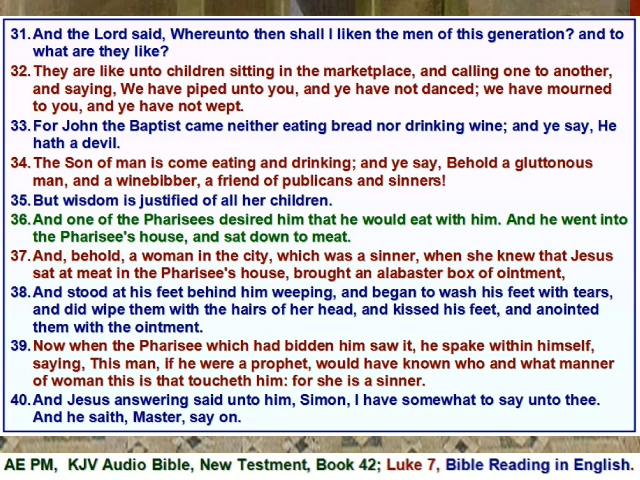 31. And the Lord said, Whereunto then shall I liken the men of this generation? and to
what are they like?
32. They are like unto children sitting in the marketplace, and calling one to another,
and saying, We have piped unto you, and ye have not danced; we have mourned
to you, and ye have not wept.
33. For John the Baptist came neither eating bread nor drinking wine; and ye say, He
hath a devil.
34. The Son of man is come eating and drinking; and ye say, Behold a gluttonous
man, and a winebibber, a friend of publicans and sinners!
35. But wisdom is justified of all her children.
36. And one of the Pharisees desired him that he would eat with him. And he went into
the Pharisee's house, and sat down to meat.
37. And, behold, a woman in the city, which was a sinner, when she knew that Jesus
sat at meat in the Pharisee's house, brought an alabaster box of ointment,
38. And stood at his feet behind him weeping, and began to wash his feet with tears,
and did wipe them with the hairs of her head, and kissed his feet, and anointed
them with the ointment.
39. Now when the Pharisee which had bidden him saw it, he spake within himself,
saying, This man, if he were a prophet, would have known who and what manner
of woman this is that toucheth him: for she is a sinner.
40. And Jesus answering said unto him, Simon, I have somewhat to say unto thee.
And he saith, Master, say on.
AE PM, KJV Audio Bible, New Testment, Book 42; Luke 7, Bible Reading in English.